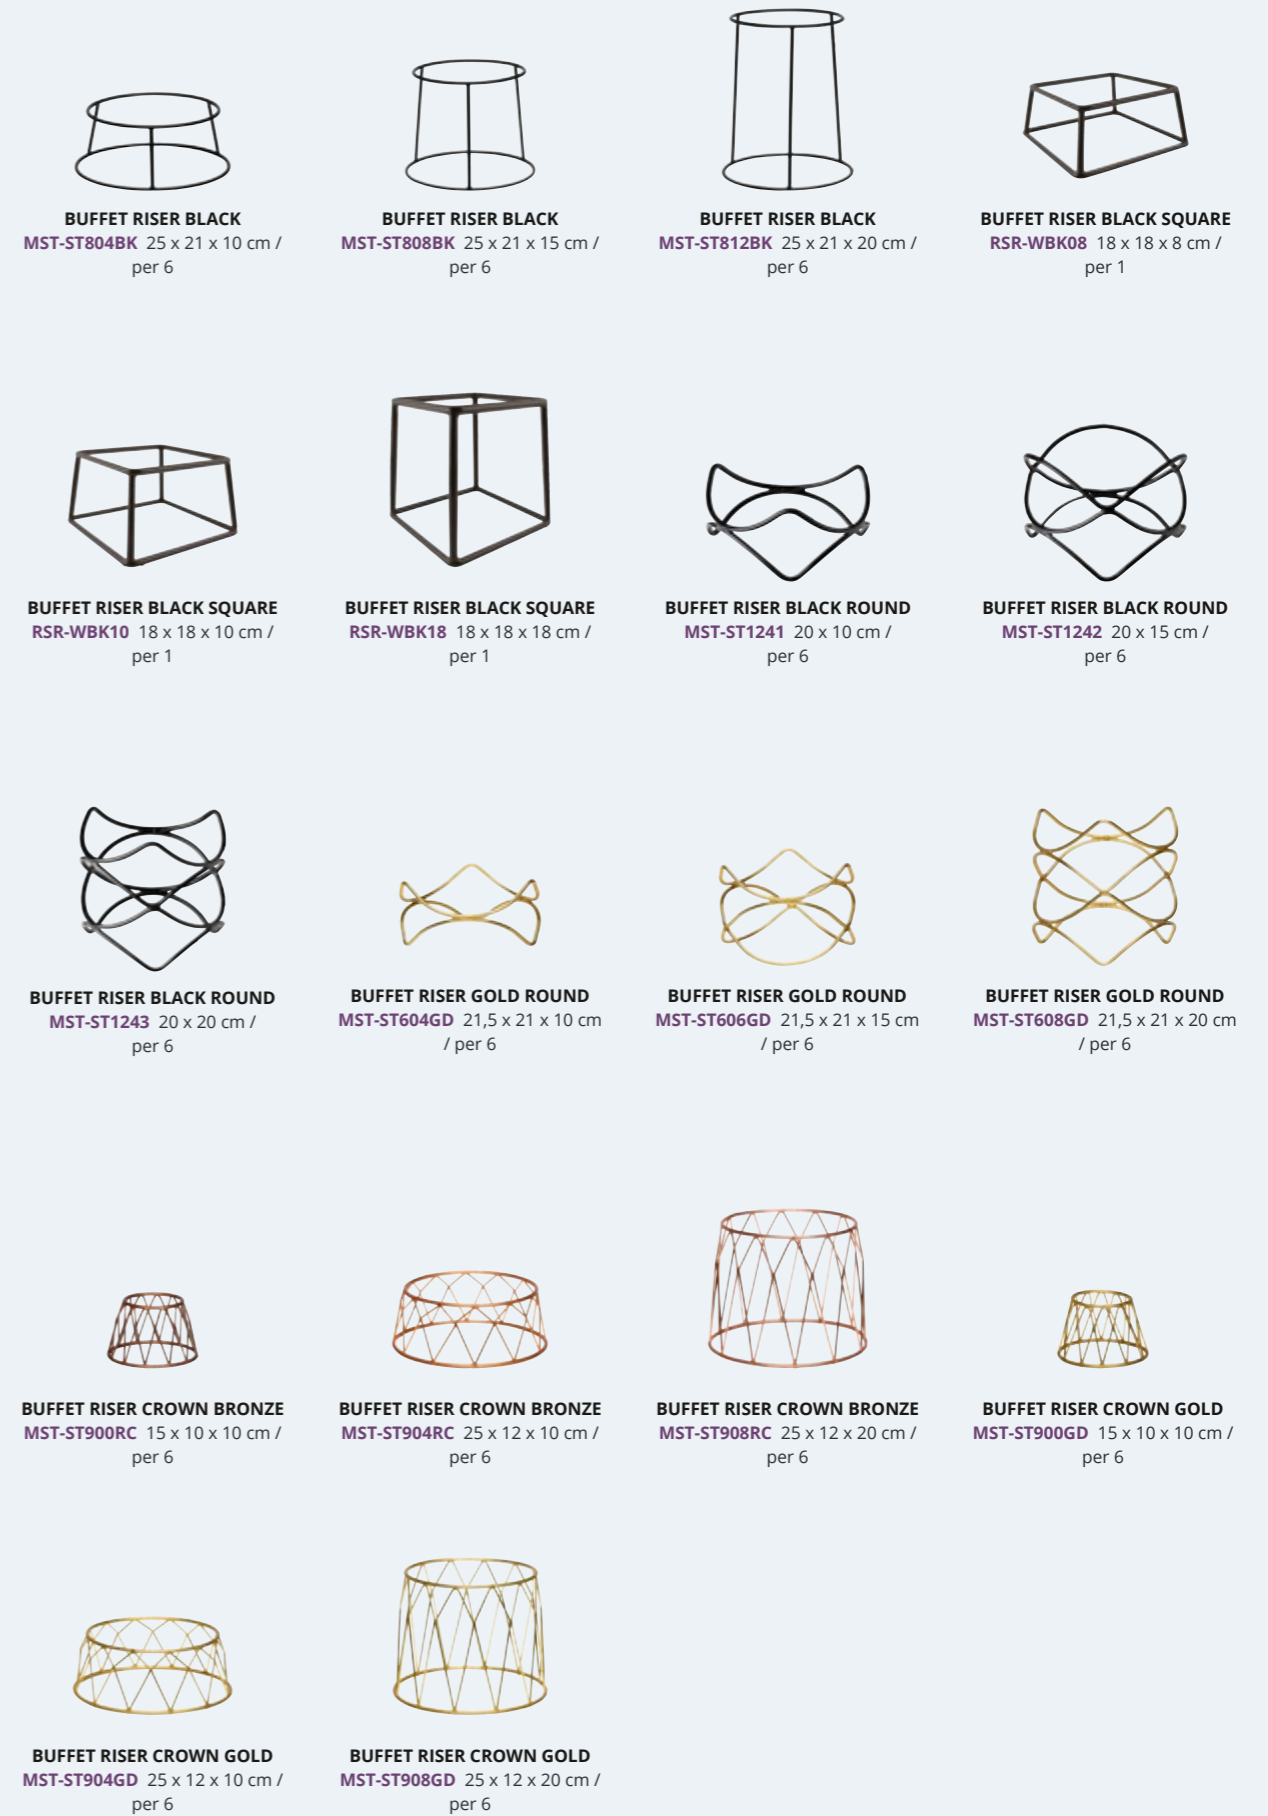 BUFFET RISER BLACK
MST-ST804BK 25 x 21 x 10 cm /
per 6
BUFFET RISER BLACK
MST-ST808BK 25 x 21 x 15 cm /
per 6
BUFFET RISER BLACK
MST-ST812BK 25 x 21 x 20 cm /
per 6
BUFFET RISER BLACK SQUARE
RSR-WBK08 18 x 18 x 8 cm /
per 1
BUFFET RISER BLACK SQUARE
RSR-WBK10 18 x 18 x 10 cm /
per 1
BUFFET RISER BLACK SQUARE
RSR-WBK18 18 x 18 x 18 cm /
per 1
BUFFET RISER BLACK ROUND
MST-ST1241 20 x 10 cm /
per 6
BUFFET RISER BLACK ROUND
MST-ST1242 20 x 15 cm /
per 6
BUFFET RISER BLACK ROUND
MST-ST1243 20 x 20 cm /
per 6
BUFFET RISER GOLD ROUND
MST-ST604GD 21,5 x 21 x 10 cm
/ per 6
BUFFET RISER GOLD ROUND
MST-ST606GD 21,5 x 21 x 15 cm
/ per 6
BUFFET RISER GOLD ROUND
MST-ST608GD 21,5 x 21 x 20 cm
/ per 6
BUFFET RISER CROWN BRONZE
MST-ST900RC 15 x 10 x 10 cm /
per 6
BUFFET RISER CROWN BRONZE
MST-ST904RC 25 x 12 x 10 cm /
per 6
BUFFET RISER CROWN BRONZE
MST-ST908RC 25 x 12 x 20 cm /
per 6
BUFFET RISER CROWN GOLD
MST-ST900GD 15 x 10 x 10 cm /
per 6
BUFFET RISER CROWN GOLD
MST-ST904GD 25 x 12 x 10 cm /
per 6
BUFFET RISER CROWN GOLD
MST-ST908GD 25 x 12 x 20 cm /
per 6